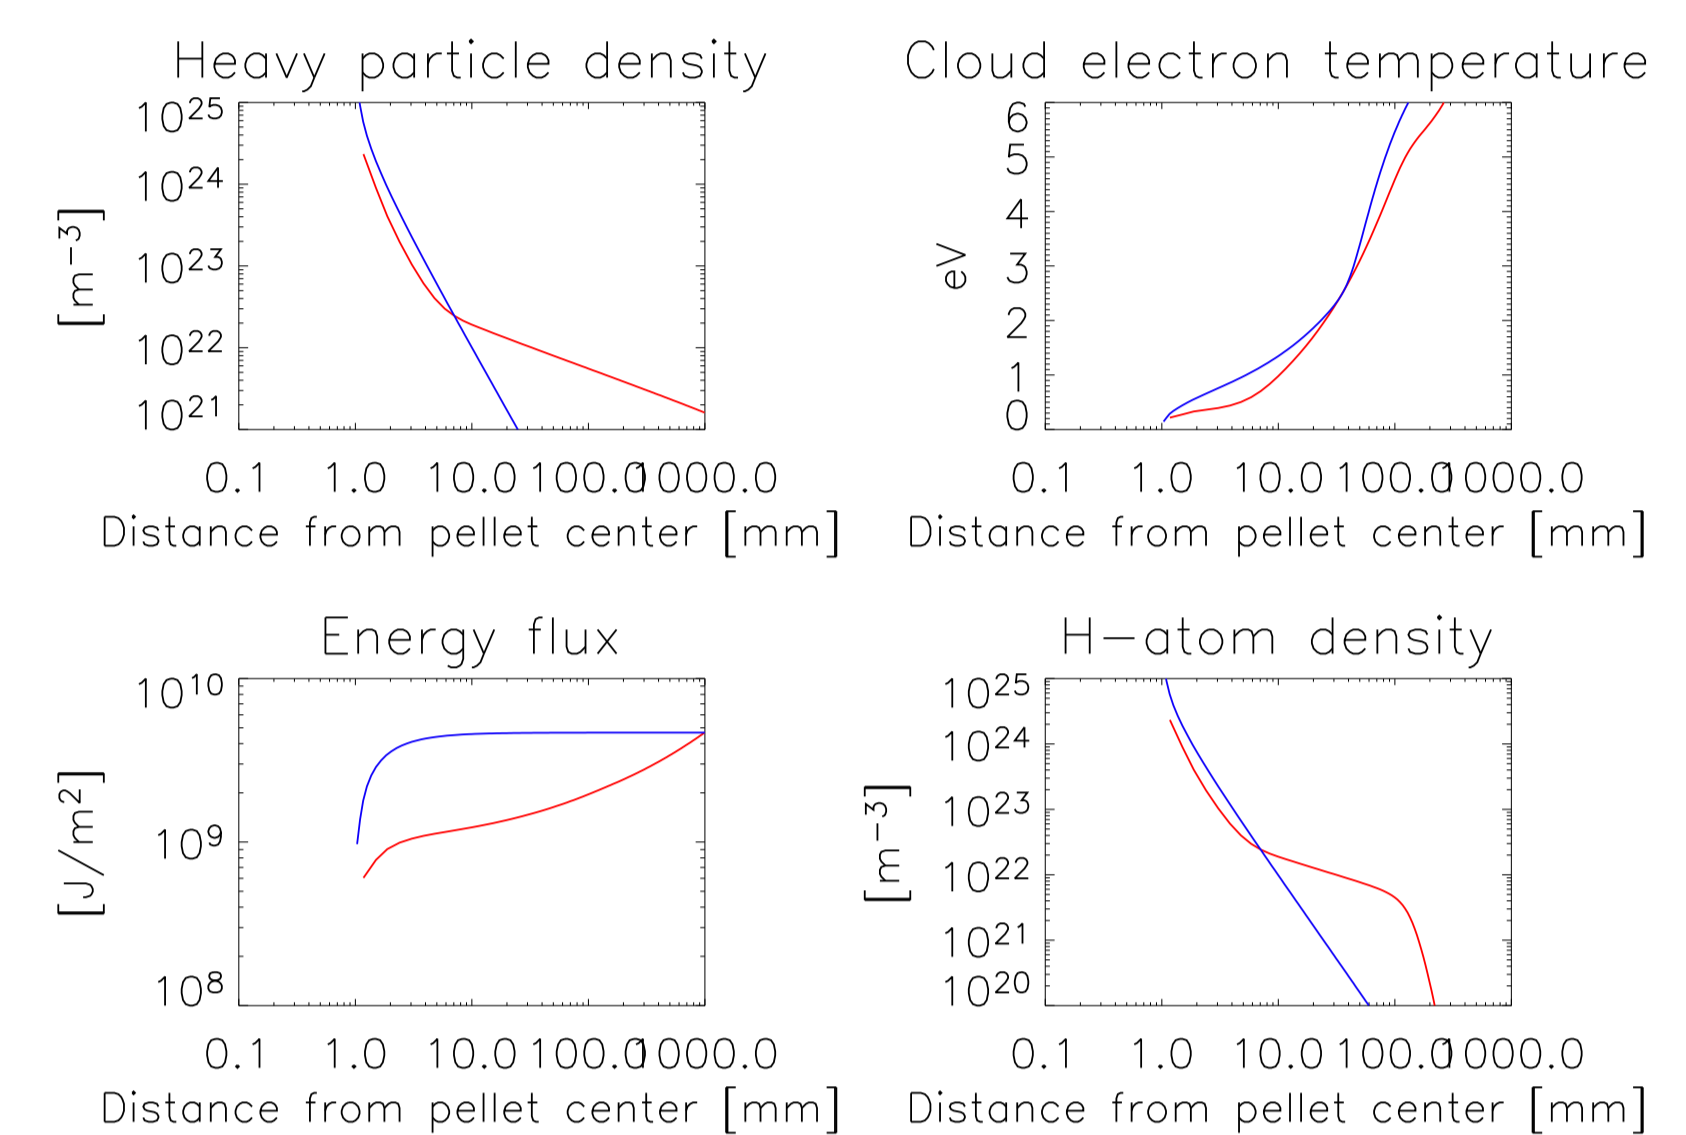 Heavy particle density
10^25
10^24
10^23
10^22
10^21
[m−3]
0.1 1.0 10.0 100.0 1000.0
Distance from pellet center [mm]
Cloud electron temperature
6
5
4
3
2
1
0
eV
0.1 1.0 10.0 100.0 1000.0
Distance from pellet center [mm]
Energy flux
10^10
10^9
10^8
[J/m2]
0.1 1.0 10.0 100.0 1000.0
Distance from pellet center [mm]
H−atom density
10^25
10^24
10^23
10^22
10^21
10^20
[m−3]
0.1 1.0 10.0 100.0 1000.0
Distance from pellet center [mm]